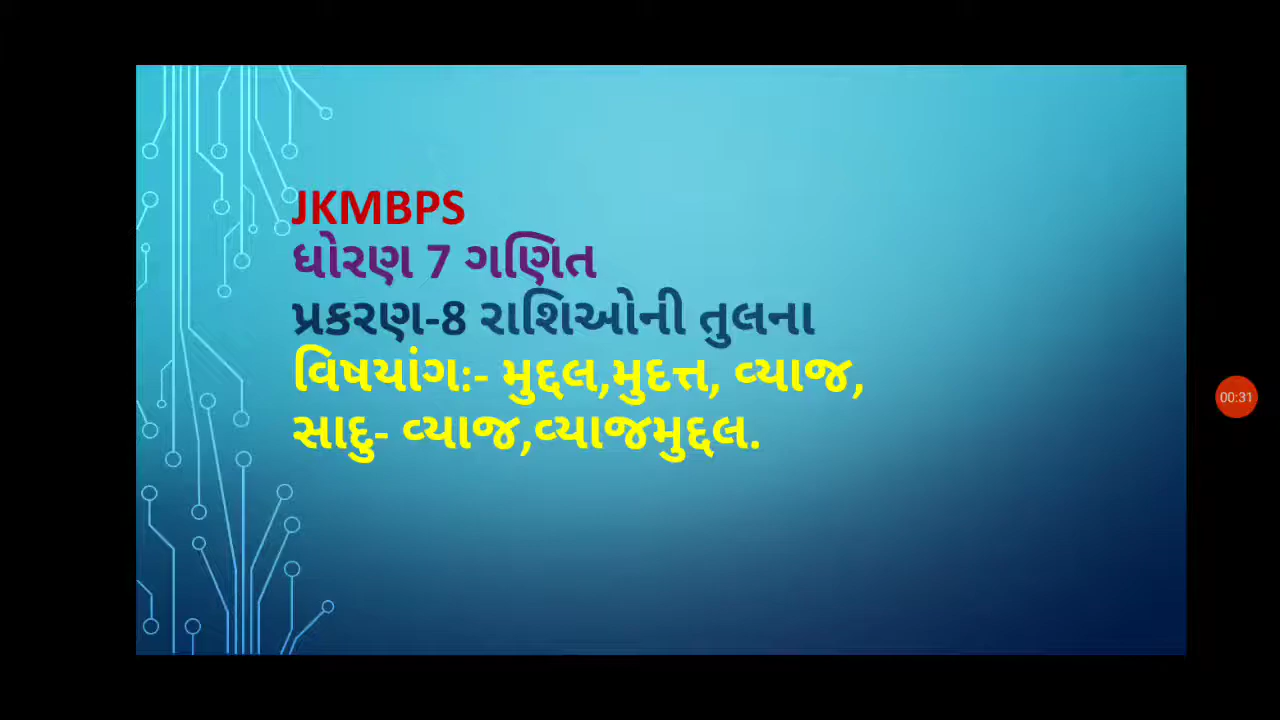 JKMBPS
ધોરણ 7 ગણિત
પ્રકરણ-8 રાશિઓની તુલના
વિષયાંગ:- મુદ્દલ,મુદત્ત, વ્યાજ,
સાદુ- વ્યાજ,વ્યાજમુદ્દલ.
00:31